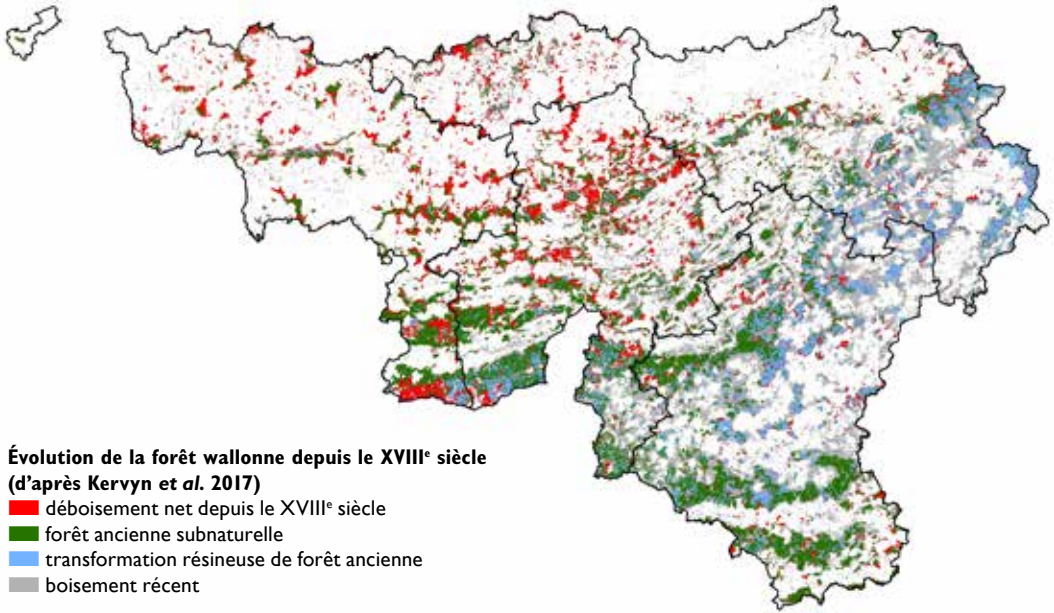 Évolution de la forêt wallonne depuis le XVIIIᵉ siècle
(d'après Kervyn et al. 2017)
déboisement net depuis le XVIIIᵉ siècle
forêt ancienne subnaturelle
transformation résineuse de forêt ancienne
boisement récent